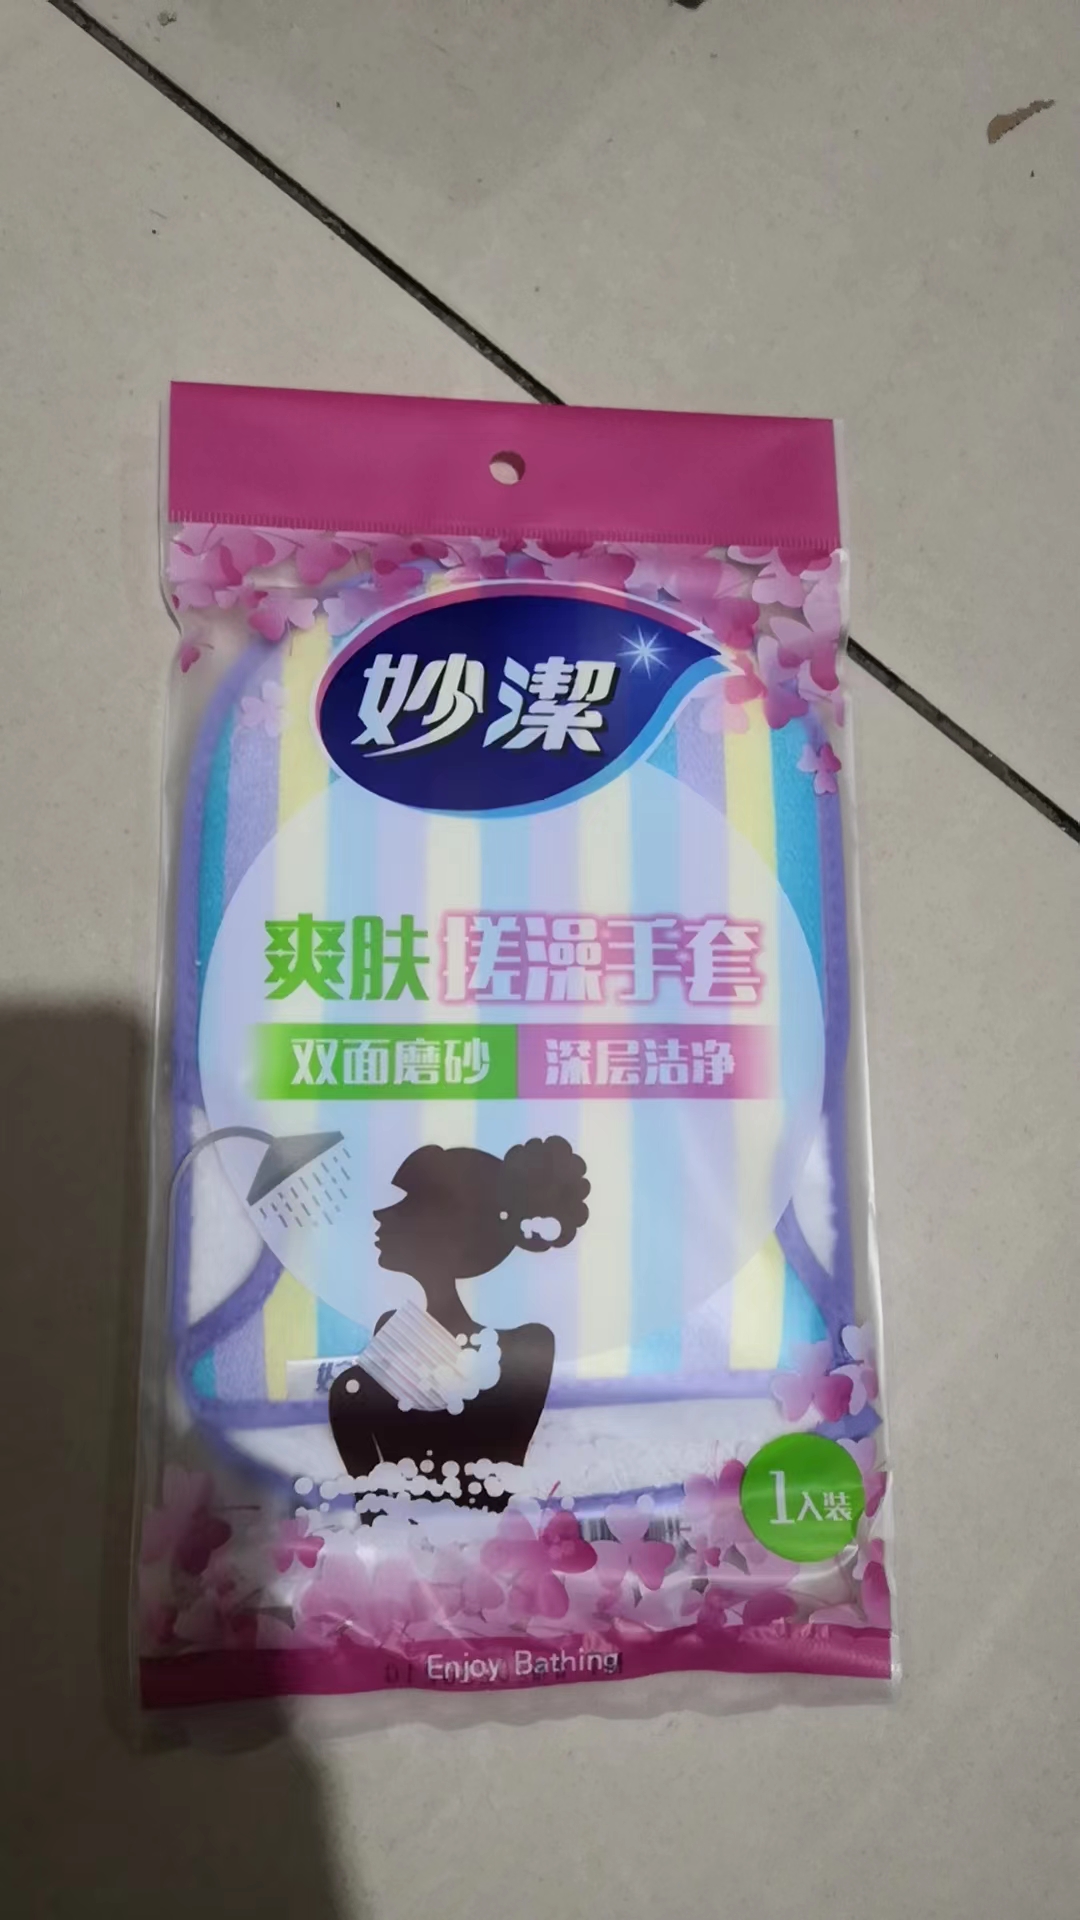 妙潔
爽肤搓澡手套
双面磨砂 深层洁净
1入装
Enjoy Bathing